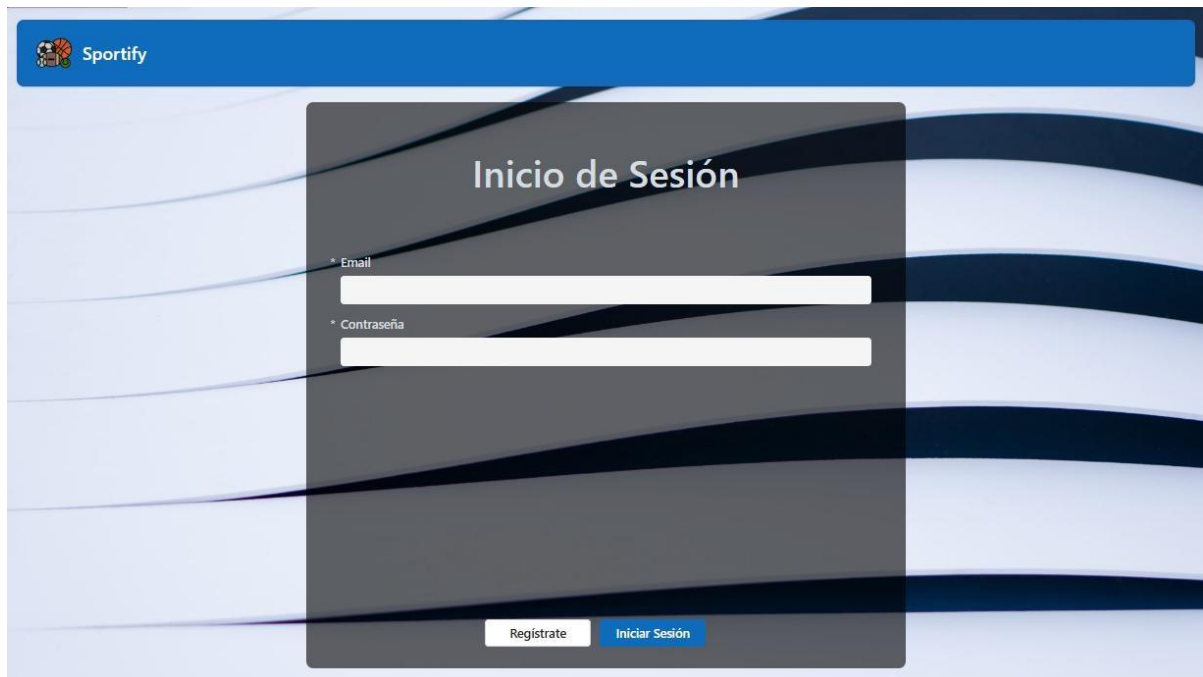 Sportify
Inicio de Sesión
* Email
* Contraseña
Regístrate Iniciar Sesión